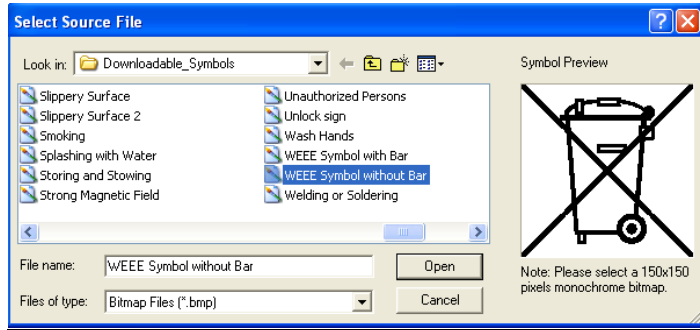 Select Source File
Look in: Downloadable_Symbols
Symbol Preview
Slippery Surface
Slippery Surface 2
Smoking
Splashing with Water
Storing and Stowing
Strong Magnetic Field
Unauthorized Persons
Unlock sign
Wash Hands
WEEE Symbol with Bar
WEEE Symbol without Bar
Welding or Soldering
File name: WEEE Symbol without Bar
Open
Files of type: Bitmap Files (*.bmp)
Cancel
Note: Please select a 150x150
pixels monochrome bitmap.